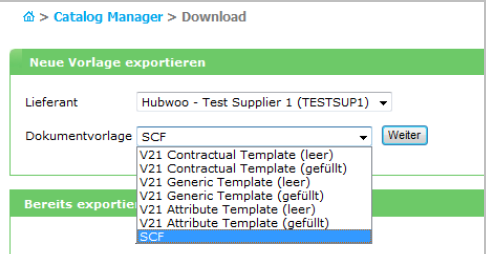 > Catalog Manager > Download
Neue Vorlage exportieren
Lieferant Hubwoo - Test Supplier 1 (TESTSUP1)
Dokumentvorlage SCF Weiter
V21 Contractual Template (leer)
V21 Contractual Template (gefüllt)
V21 Generic Template (leer)
V21 Generic Template (gefüllt)
V21 Attribute Template (leer)
V21 Attribute Template (gefüllt)
SCF
Bereits